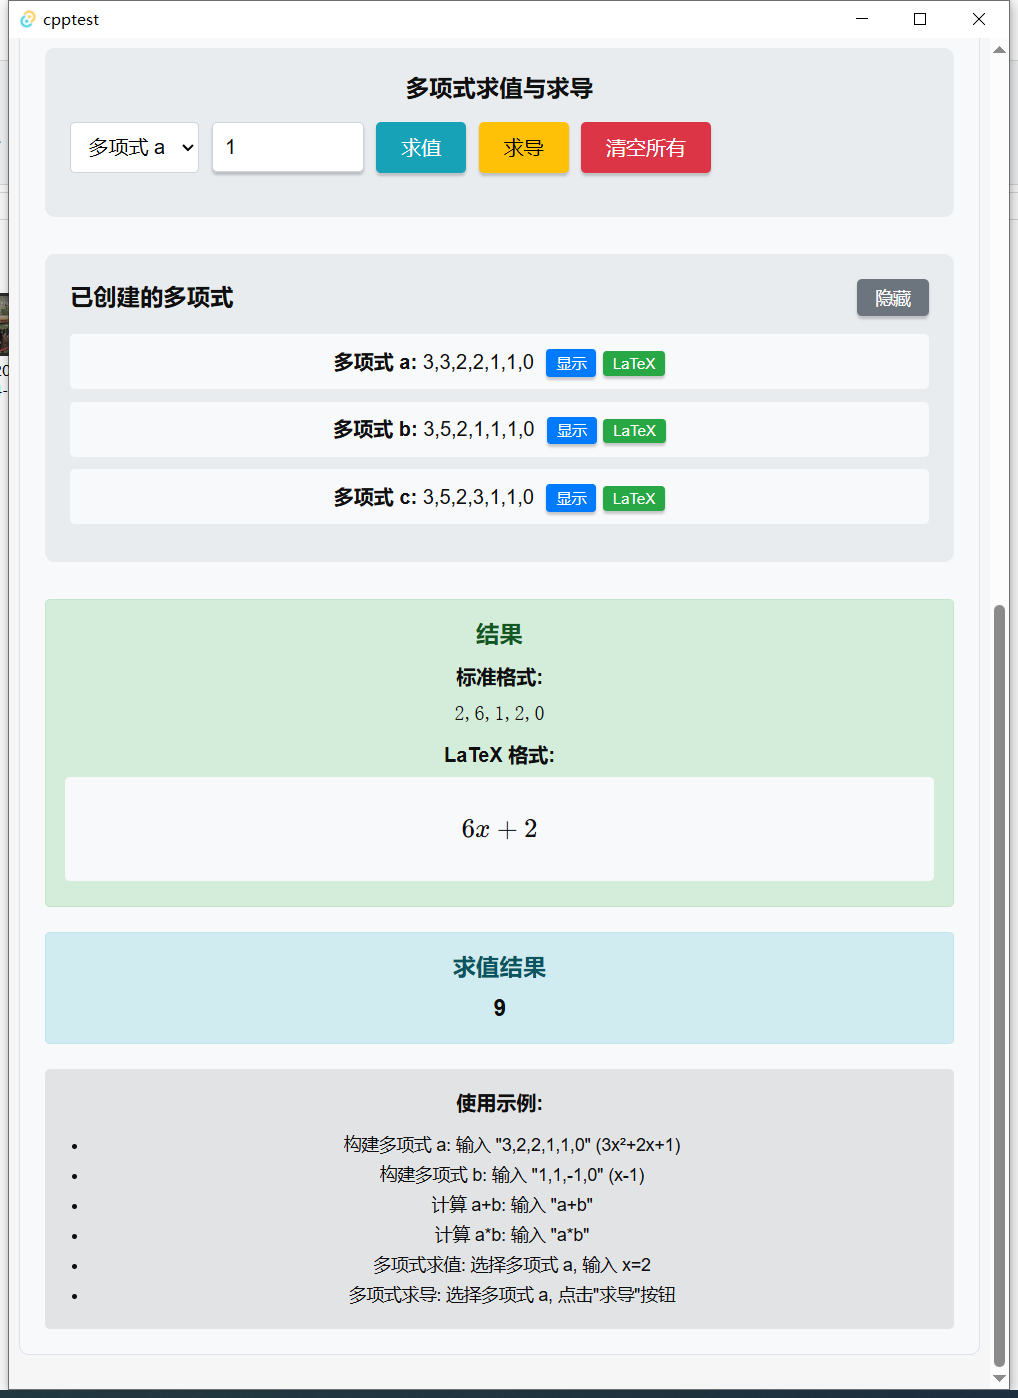 cpptest
多项式求值与求导
多项式 a 1 求值 求导 清空所有
已创建的多项式 隐藏
多项式 a: 3,3,2,2,1,1,0 显示 LaTeX
多项式 b: 3,5,2,1,1,1,0 显示 LaTeX
多项式 c: 3,5,2,3,1,1,0 显示 LaTeX
结果
标准格式:
2,6,1,2,0
LaTeX 格式:
6x + 2
求值结果
9
使用示例:
构建多项式 a: 输入 "3,2,2,1,1,0" (3x²+2x+1)
构建多项式 b: 输入 "1,1,-1,0" (x-1)
计算 a+b: 输入 "a+b"
计算 a*b: 输入 "a*b"
多项式求值: 选择多项式 a, 输入 x=2
多项式求导: 选择多项式 a, 点击"求导"按钮